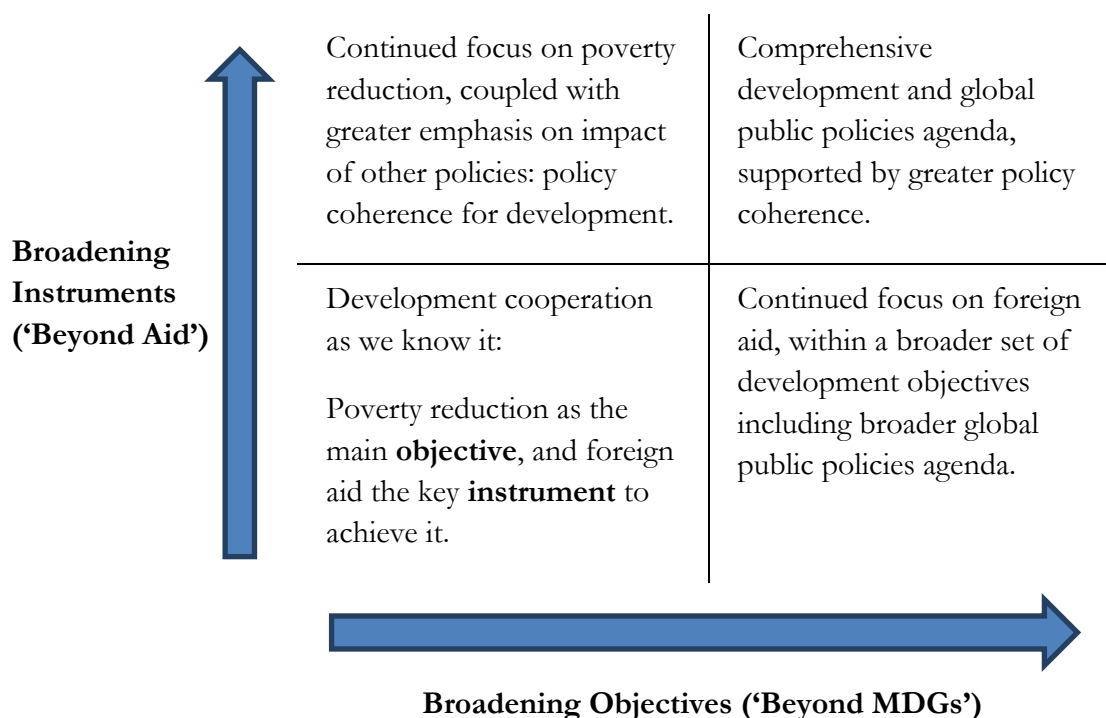 Continued focus on poverty
reduction, coupled with
greater emphasis on impact
of other policies: policy
coherence for development.
Comprehensive
development and global
public policies agenda,
supported by greater policy
coherence.
Broadening
Instruments
(‘Beyond Aid’)
Development cooperation
as we know it:
Poverty reduction as the
main objective, and foreign
aid the key instrument to
achieve it.
Continued focus on foreign
aid, within a broader set of
development objectives
including broader global
public policies agenda.
Broadening Objectives (‘Beyond MDGs’)